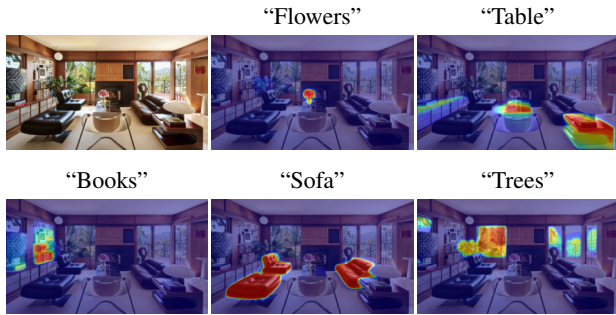 “Flowers”
“Table”
“Books”
“Sofa”
“Trees”